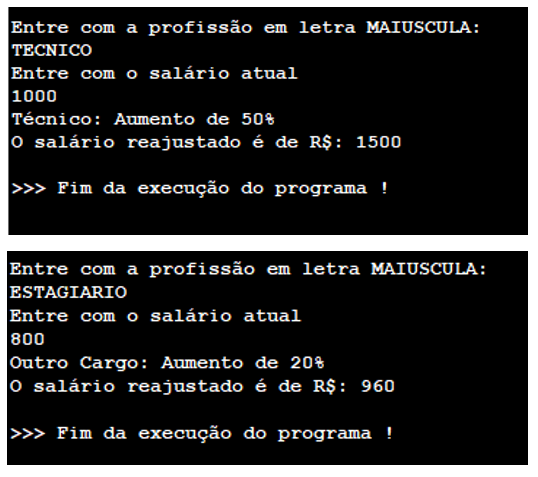 Entre com a profissão em letra MAIUSCULA:
TECNICO
Entre com o salário atual
1000
Técnico: Aumento de 50%
O salário reajustado é de R$: 1500
>>> Fim da execução do programa !
Entre com a profissão em letra MAIUSCULA:
ESTAGIARIO
Entre com o salário atual
800
Outro Cargo: Aumento de 20%
O salário reajustado é de R$: 960
>>> Fim da execução do programa !